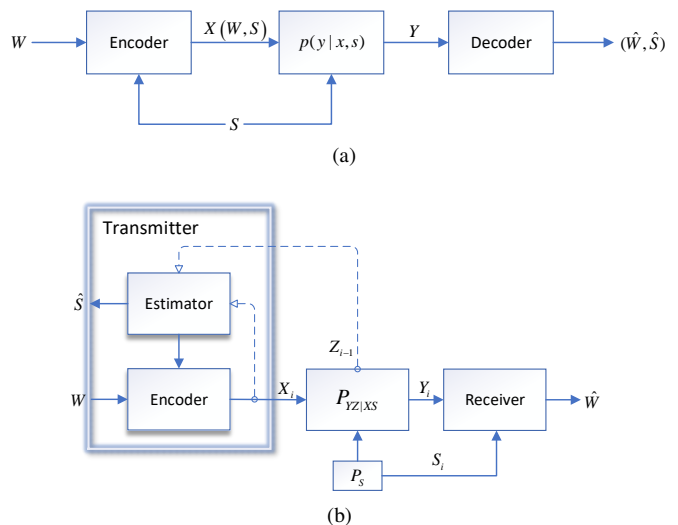 W
Encoder
X(W,S)
p(y|x,s)
Y
Decoder
(Ŵ,Ŝ)
S
(a)
Transmitter
Ŝ
Estimator
Z_{i−1}
W
Encoder
X_i
P_{YZ|XS}
Y_i
Receiver
Ŵ
P_S
S_i
(b)